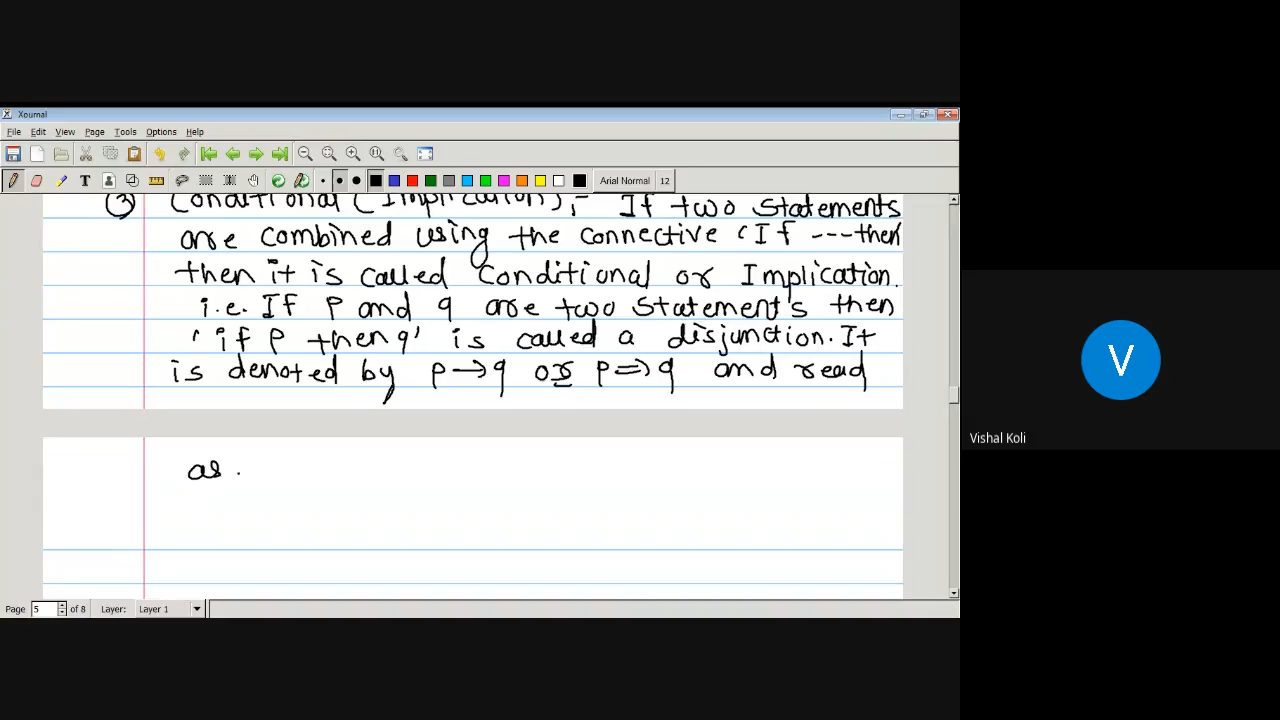 Xournal
File Edit View Page Tools Options Help
Arial Normal 12
③ Conditional (Implication) :- If two statements
are combined using the connective 'If ---then
then it is called Conditional or Implication.
i.e. If p and q are two statements then
'if p then q' is called a disjunction. It
is denoted by p→q or p⇒q and read
as .
V
Vishal Koli
Page 5 of 8 Layer: Layer 1